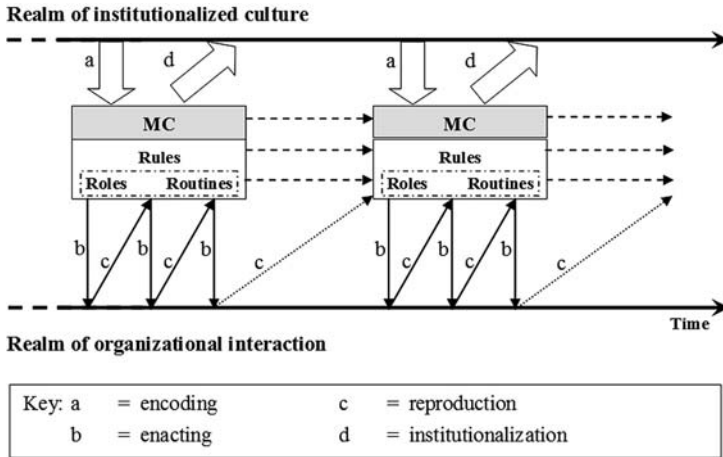 Realm of institutionalized culture
a d a d
MC MC
Rules Rules
Roles Routines Roles Routines
b c b c b c b c b c b c
Time
Realm of organizational interaction
Key: a = encoding c = reproduction
b = enacting d = institutionalization